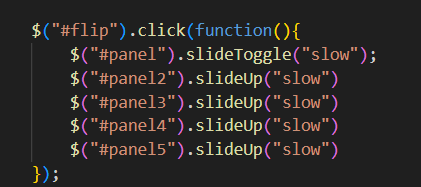 $("#flip").click(function(){
    $("#panel").slideToggle("slow");
    $("#panel2").slideUp("slow")
    $("#panel3").slideUp("slow")
    $("#panel4").slideUp("slow")
    $("#panel5").slideUp("slow")
});